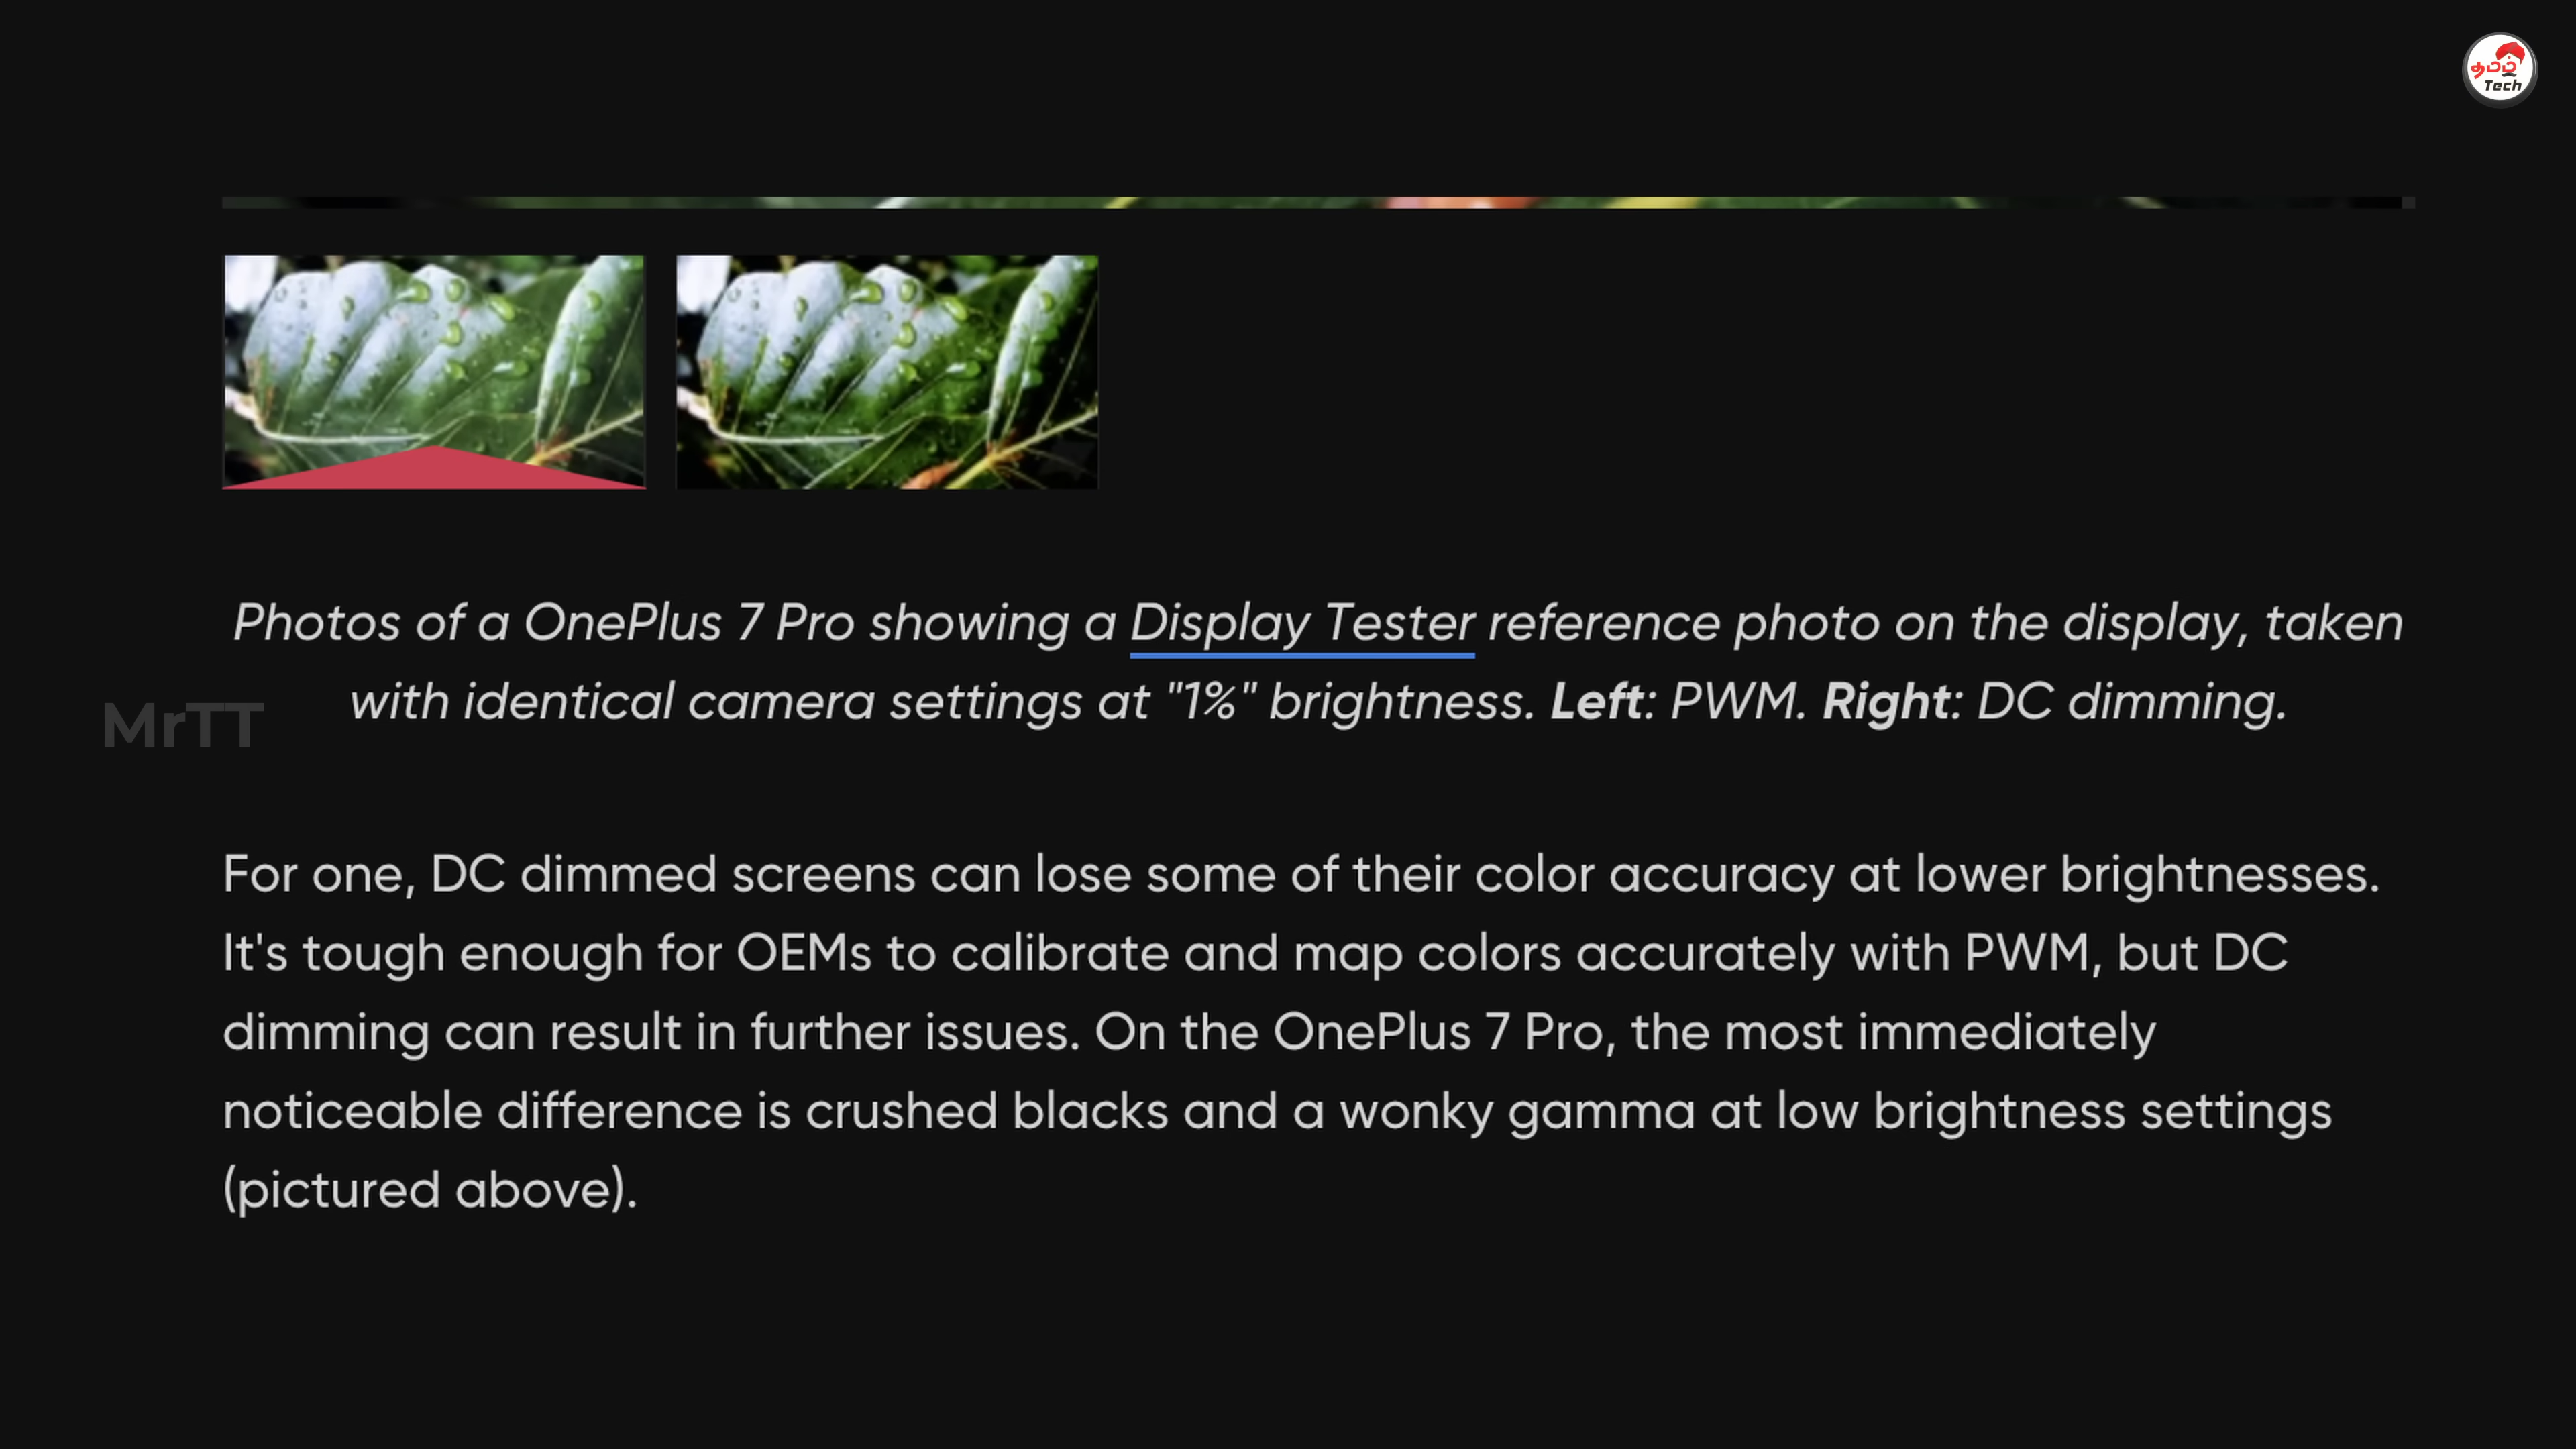 தமிழ்
Tech
Photos of a OnePlus 7 Pro showing a Display Tester reference photo on the display, taken
with identical camera settings at "1%" brightness. Left: PWM. Right: DC dimming.
MrTT
For one, DC dimmed screens can lose some of their color accuracy at lower brightnesses.
It's tough enough for OEMs to calibrate and map colors accurately with PWM, but DC
dimming can result in further issues. On the OnePlus 7 Pro, the most immediately
noticeable difference is crushed blacks and a wonky gamma at low brightness settings
(pictured above).